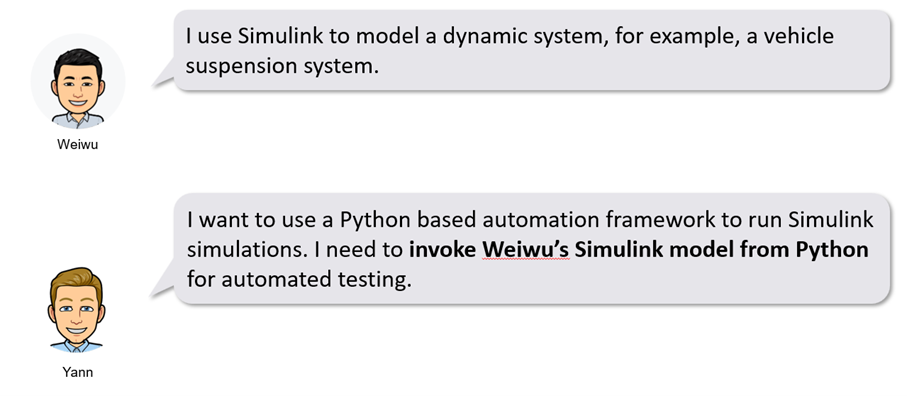 I use Simulink to model a dynamic system, for example, a vehicle
suspension system.
Weiwu
I want to use a Python based automation framework to run Simulink
simulations. I need to invoke Weiwu's Simulink model from Python
for automated testing.
Yann